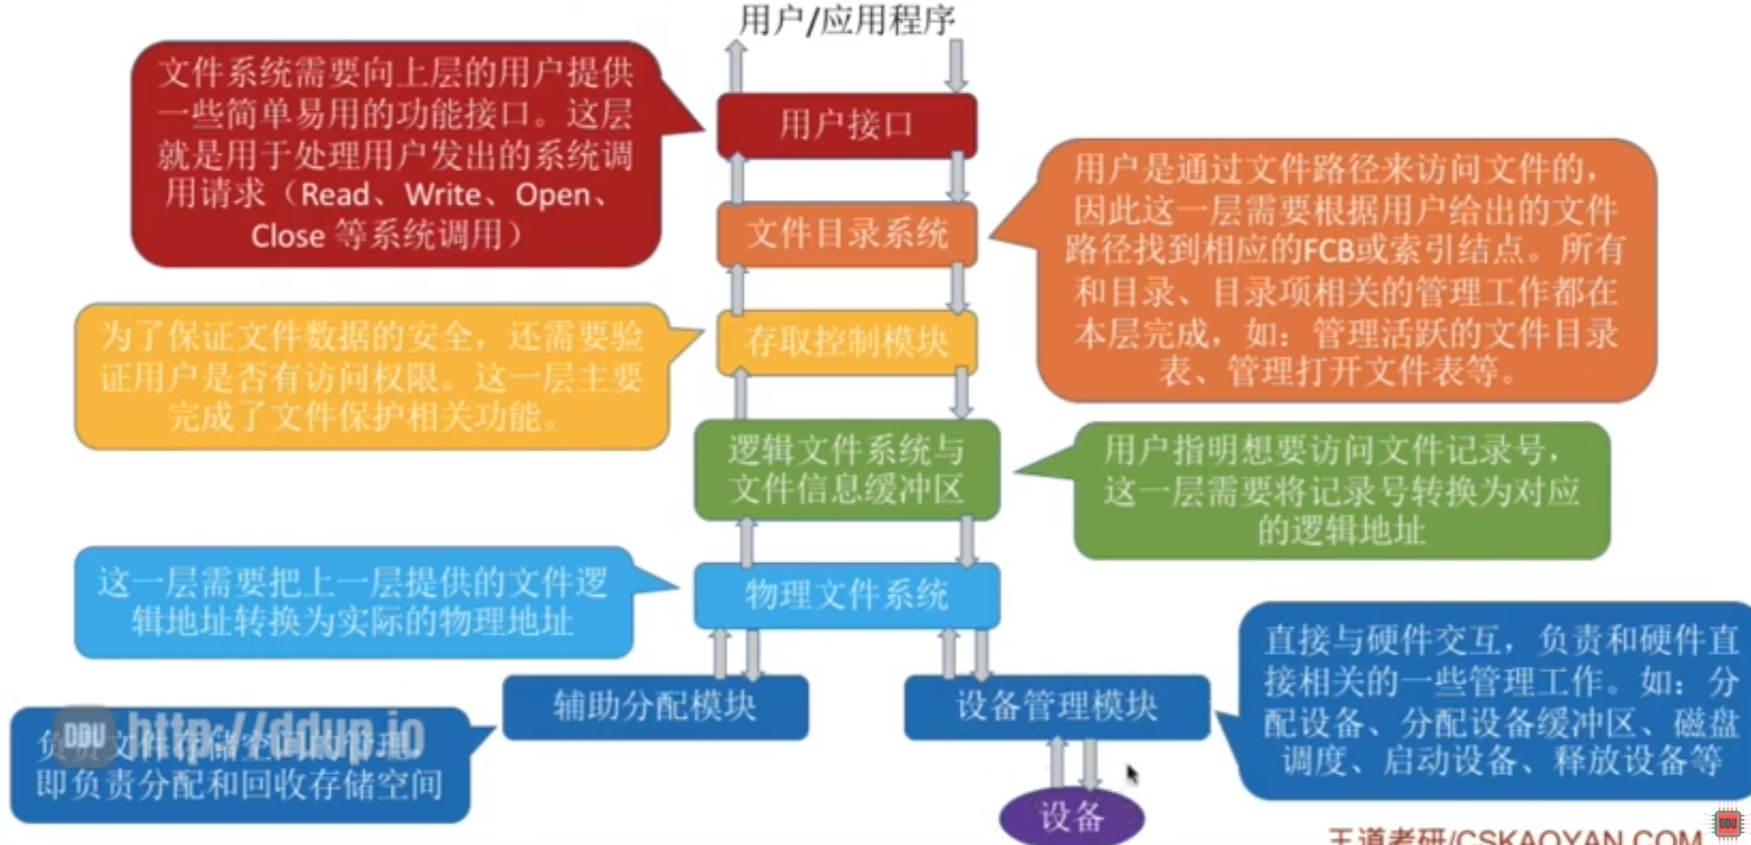 用户/应用程序
文件系统需要向上层的用户提供
一些简单易用的功能接口。这层
就是用于处理用户发出的系统调
用请求（Read、Write、Open、
Close 等系统调用）
用户接口
用户是通过文件路径来访问文件的，
因此这一层需要根据用户给出的文件
路径找到相应的FCB或索引结点。所有
和目录、目录项相关的管理工作都在
本层完成，如：管理活跃的文件目录
表、管理打开文件表等。
文件目录系统
为了保证文件数据的安全，还需要验
证用户是否有访问权限。这一层主要
完成了文件保护相关功能。
存取控制模块
逻辑文件系统与
文件信息缓冲区
用户指明想要访问文件记录号，
这一层需要将记录号转换为对应
的逻辑地址
这一层需要把上一层提供的文件逻
辑地址转换为实际的物理地址
物理文件系统
辅助分配模块
设备管理模块
直接与硬件交互，负责和硬件直
接相关的一些管理工作。如：分
配设备、分配设备缓冲区、磁盘
调度、启动设备、释放设备等
DDU http://ddup.io
负责文件存储空间的管理，
即负责分配和回收存储空间
设备
DDU
王道考研/CSKAOYAN.COM